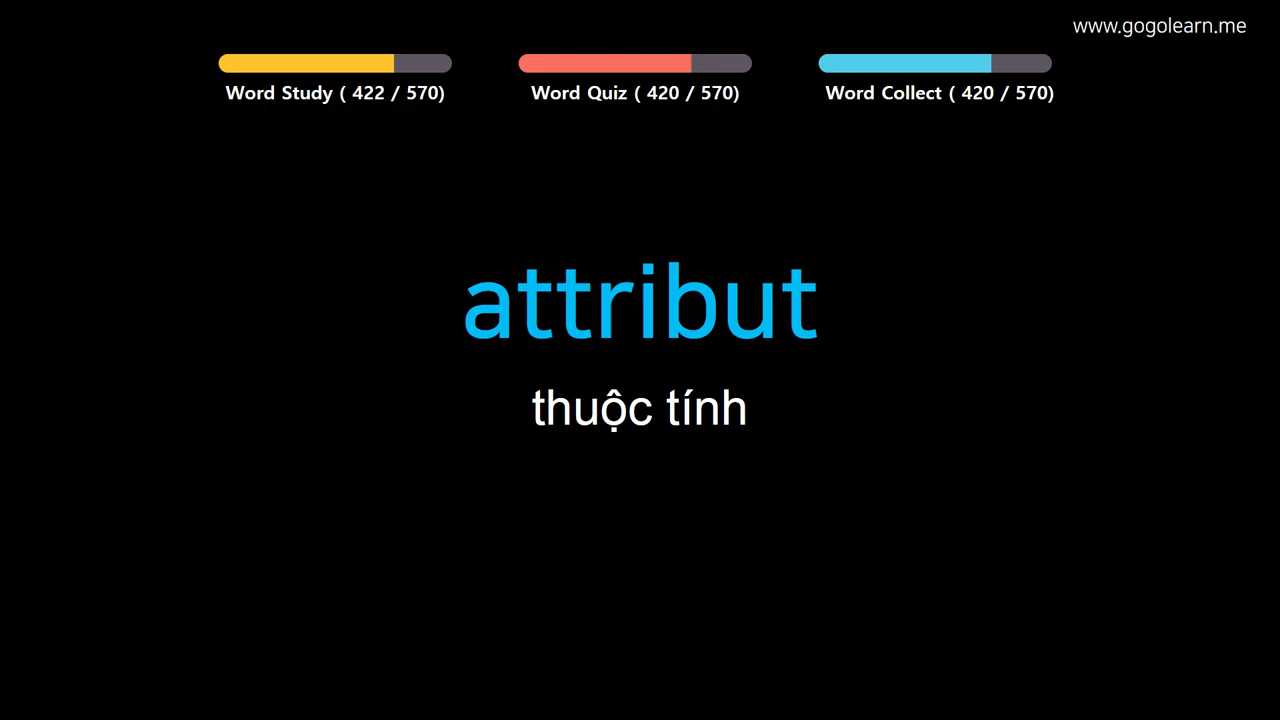 www.gogolearn.me
Word Study ( 422 / 570)
Word Quiz ( 420 / 570)
Word Collect ( 420 / 570)
attribut
thuộc tính